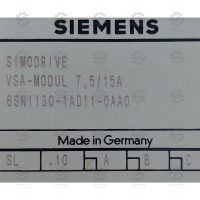 SIEMENS
SIMODRIVE
VSA-MODUL 7,5/15A
6SN1130-1AD11-0AA0
Made in Germany
SL .10 A B C